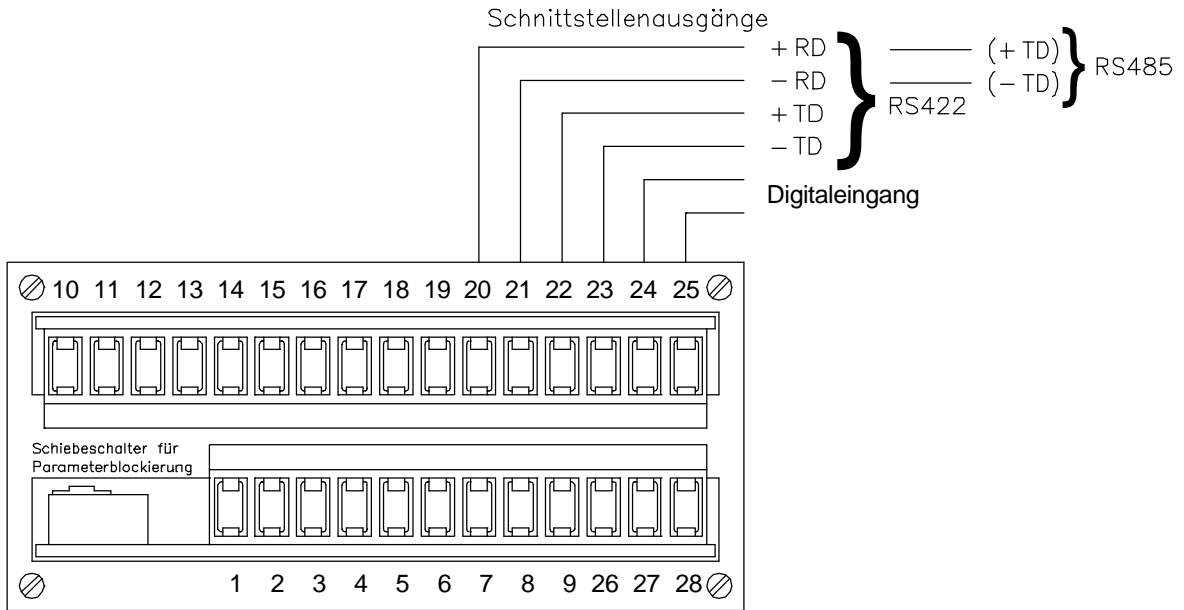 Schnittstellenausgänge
+ RD
(+ TD)
RS485
− RD
(− TD)
RS422
+ TD
− TD
Digitaleingang
10 11 12 13 14 15 16 17 18 19 20 21 22 23 24 25
Schiebeschalter für
Parameterblockierung
1 2 3 4 5 6 7 8 9 26 27 28